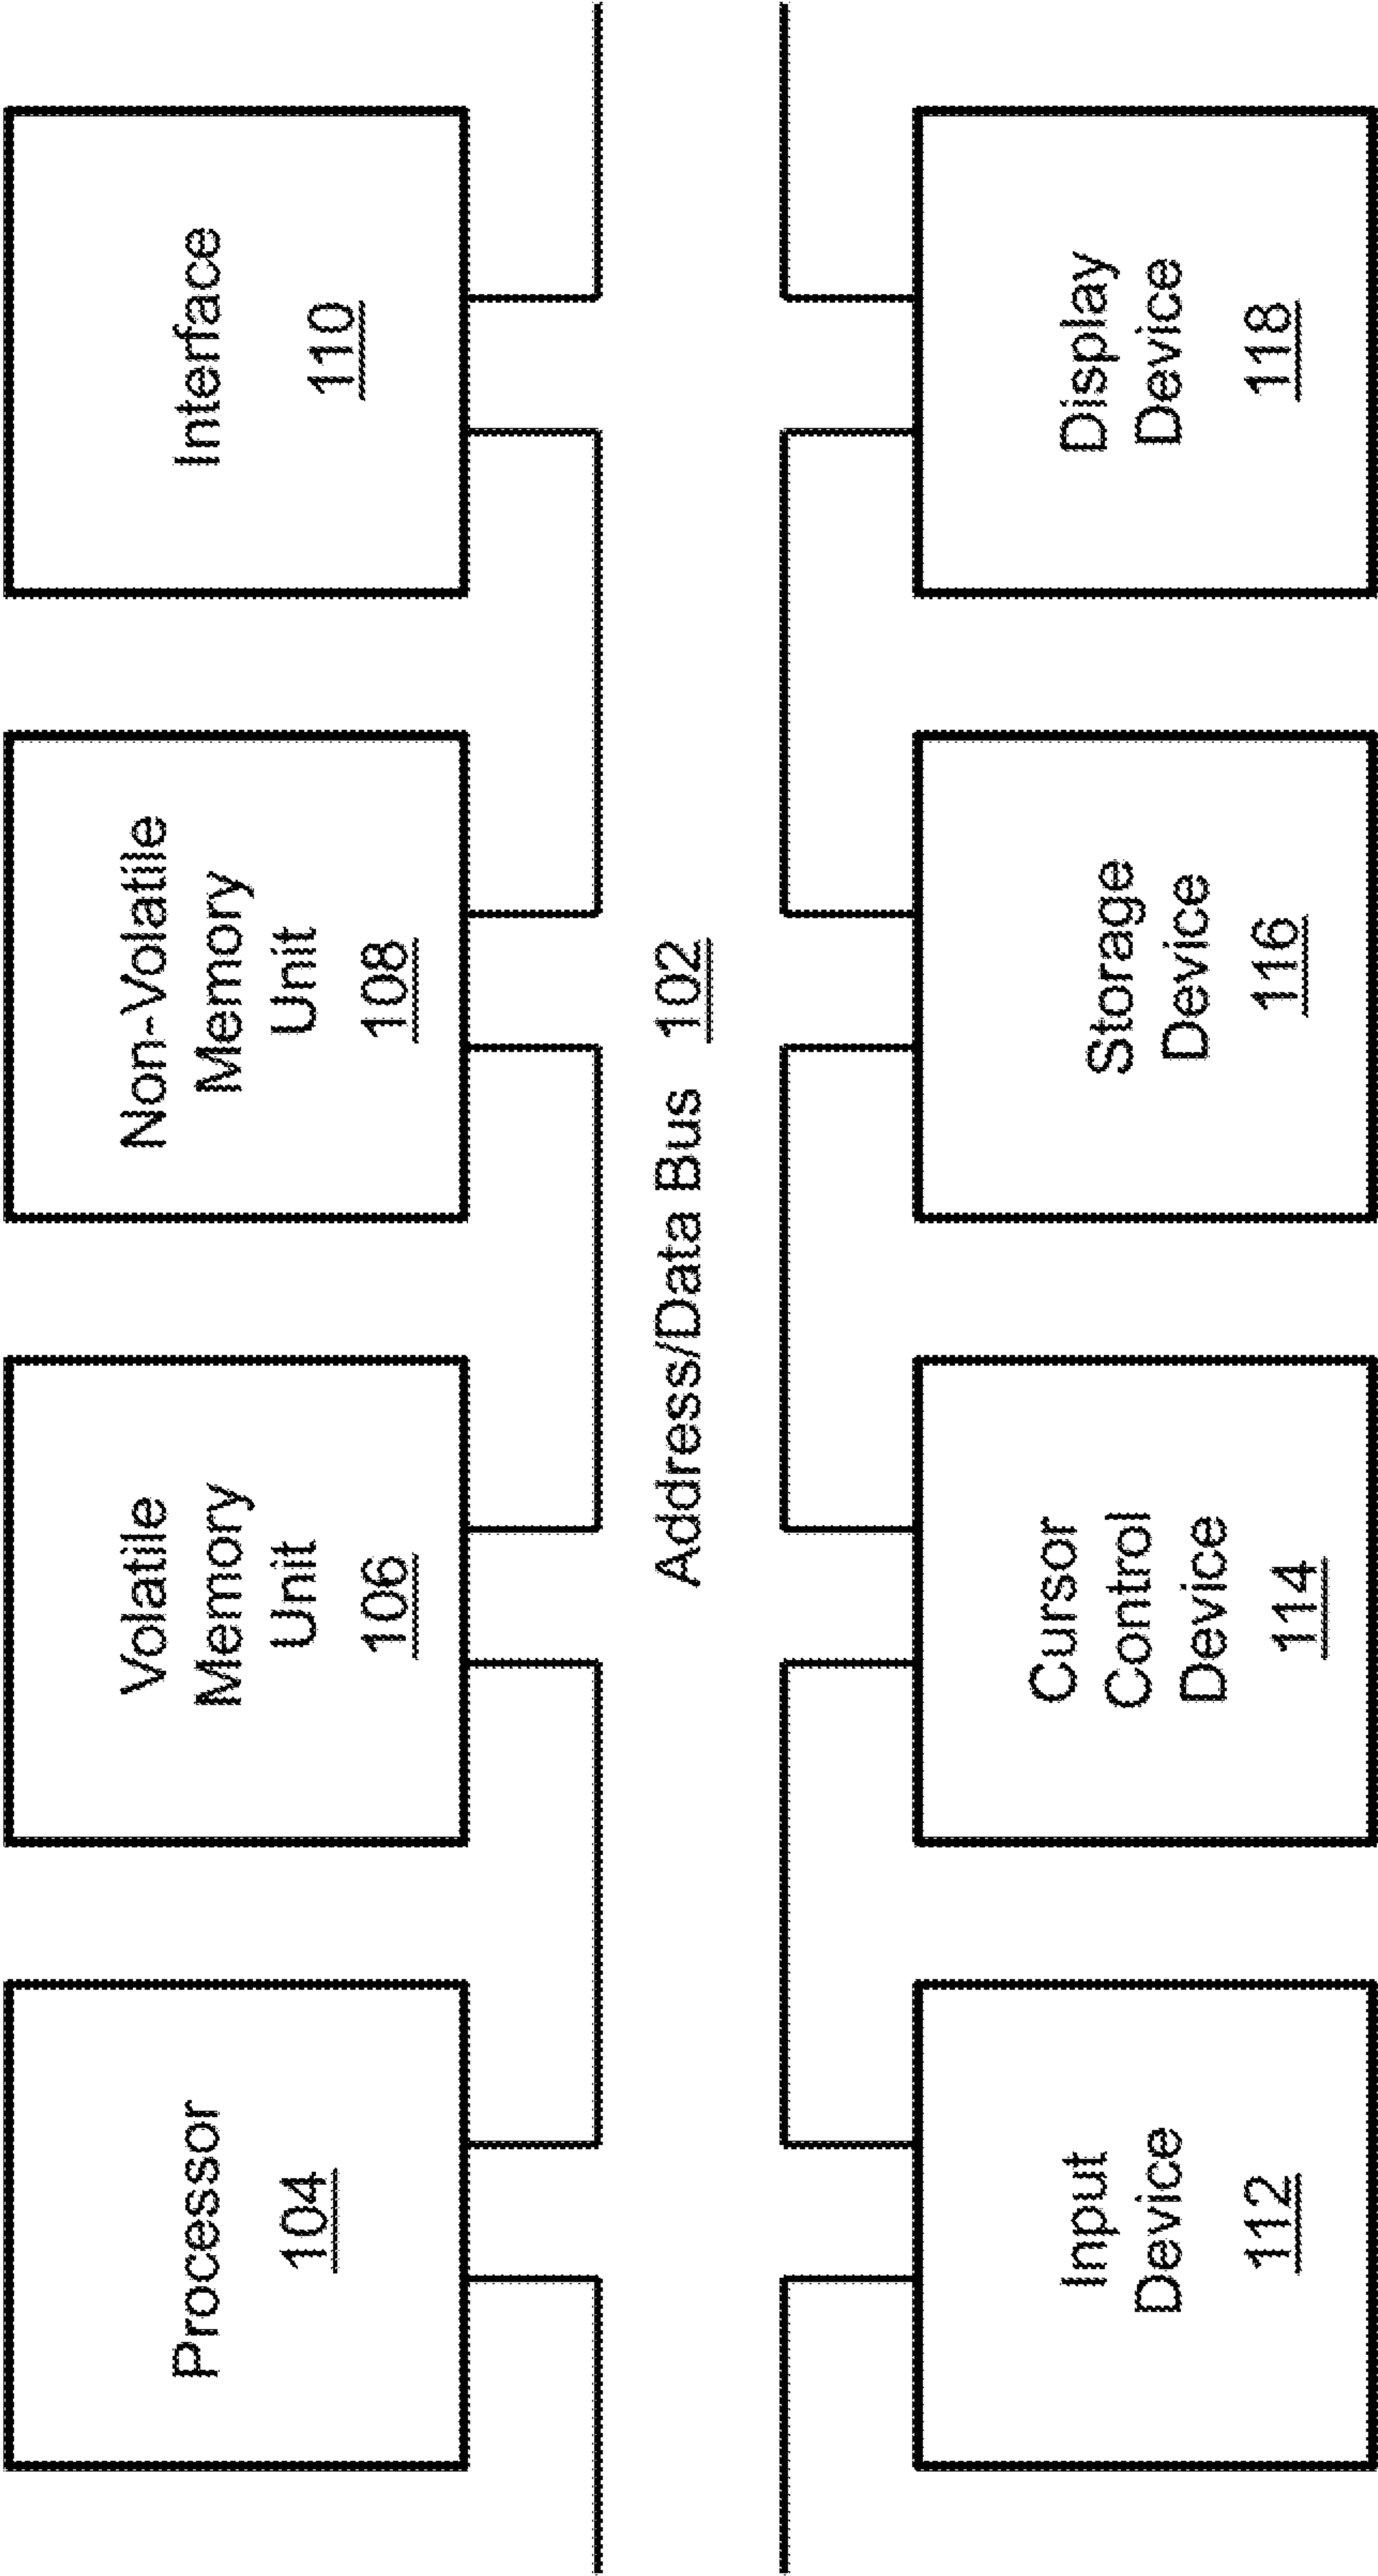 Processor
104
Volatile
Memory
Unit
106
Non-Volatile
Memory
Unit
108
Interface
110
Address/Data Bus 102
Input
Device
112
Cursor
Control
Device
114
Storage
Device
116
Display
Device
118